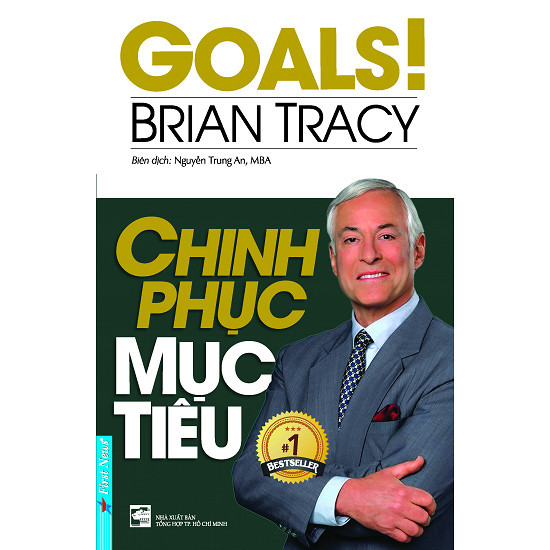 GOALS!
BRIAN TRACY
Biên dịch: Nguyễn Trung An, MBA
CHINH
PHỤC
MỤC
TIÊU
#1
BESTSELLER
First News
NHÀ XUẤT BẢN
TỔNG HỢP TP. HỒ CHÍ MINH